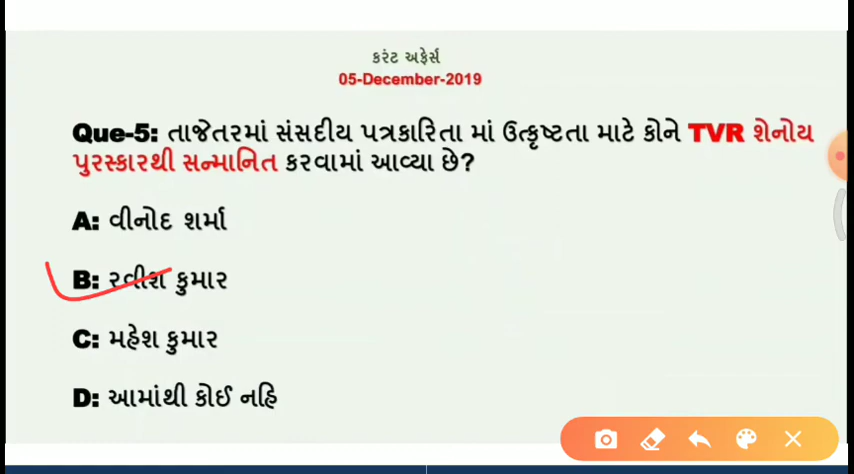 કરંટ અફેર્સ
05-December-2019
Que-5: તાજેતરમાં સંસદીય પત્રકારિતા માં ઉત્કૃષ્ટતા માટે કોને TVR શેનોય
પુરસ્કારથી સન્માનિત કરવામાં આવ્યા છે?
A: વીનોદ શર્મા
B: રવીશ કુમાર
C: મહેશ કુમાર
D: આમાંથી કોઈ નહિ